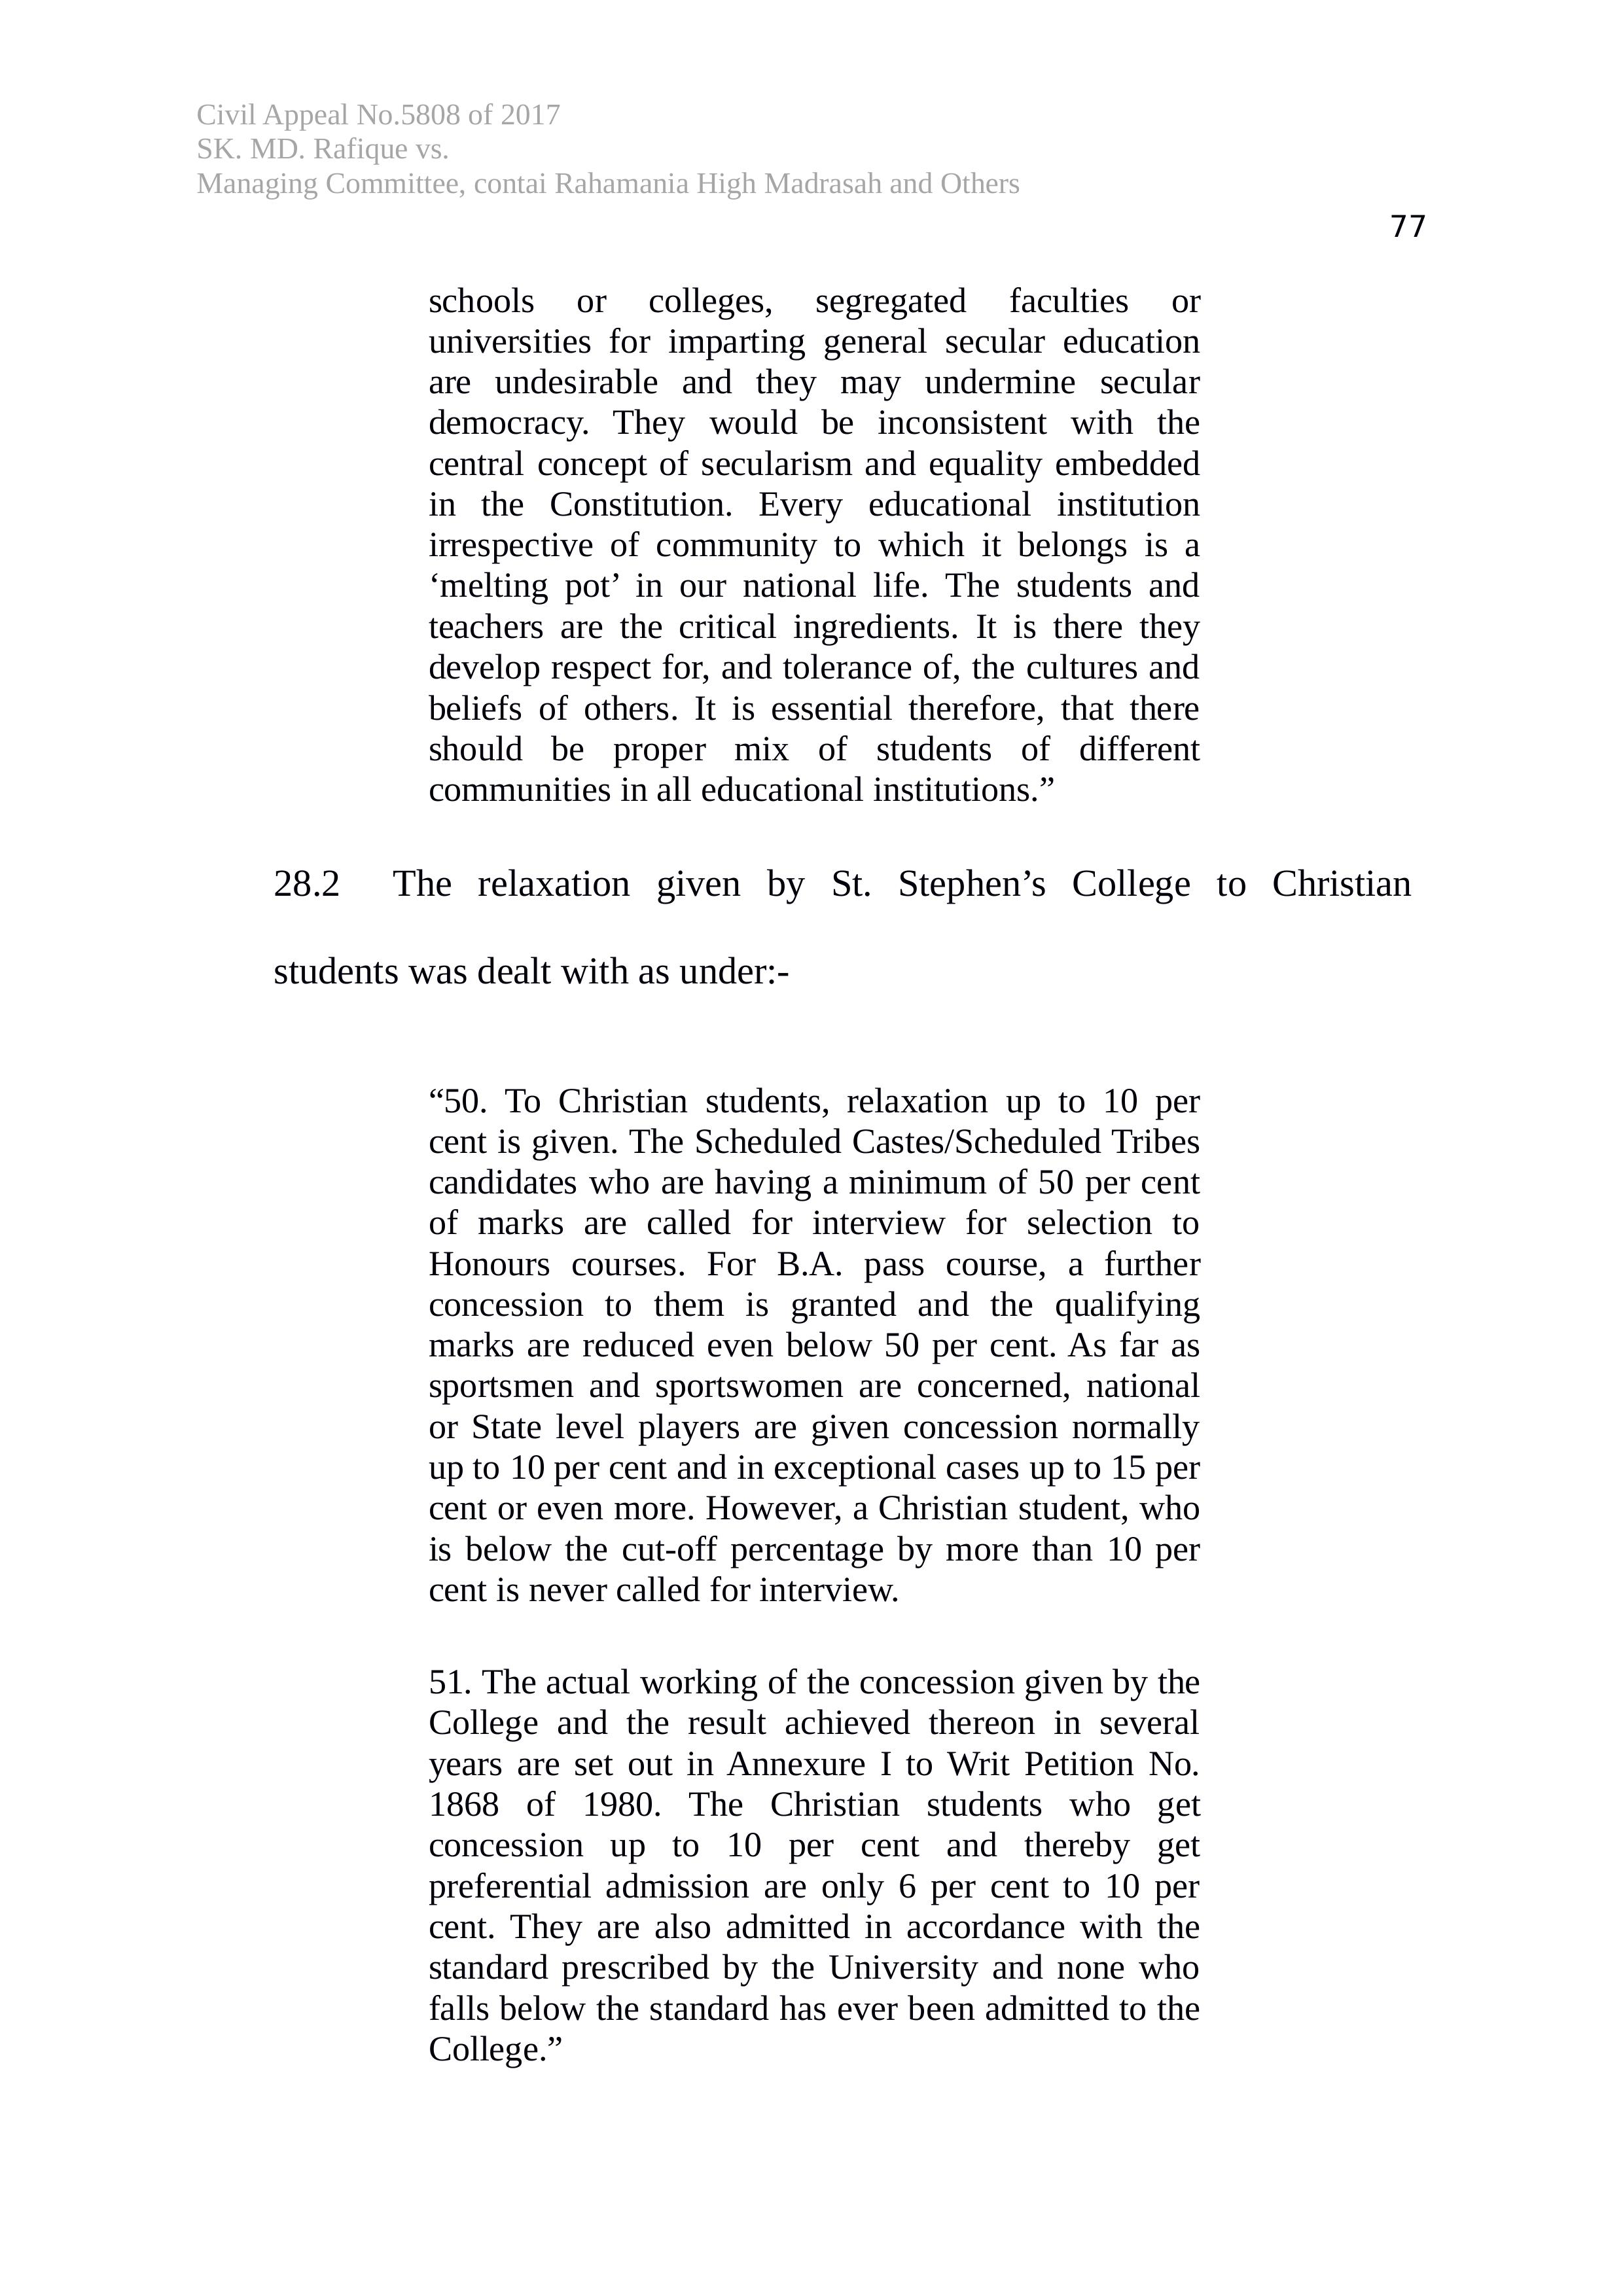 Civil Appeal No.5808 of 2017
SK. MD. Rafique vs.
Managing Committee, contai Rahamania High Madrasah and Others
77
schools or colleges, segregated faculties or
universities for imparting general secular education
are undesirable and they may undermine secular
democracy. They would be inconsistent with the
central concept of secularism and equality embedded
in the Constitution. Every educational institution
irrespective of community to which it belongs is a
‘melting pot’ in our national life. The students and
teachers are the critical ingredients. It is there they
develop respect for, and tolerance of, the cultures and
beliefs of others. It is essential therefore, that there
should be proper mix of students of different
communities in all educational institutions.”
28.2 The relaxation given by St. Stephen’s College to Christian
students was dealt with as under:-
“50. To Christian students, relaxation up to 10 per
cent is given. The Scheduled Castes/Scheduled Tribes
candidates who are having a minimum of 50 per cent
of marks are called for interview for selection to
Honours courses. For B.A. pass course, a further
concession to them is granted and the qualifying
marks are reduced even below 50 per cent. As far as
sportsmen and sportswomen are concerned, national
or State level players are given concession normally
up to 10 per cent and in exceptional cases up to 15 per
cent or even more. However, a Christian student, who
is below the cut-off percentage by more than 10 per
cent is never called for interview.
51. The actual working of the concession given by the
College and the result achieved thereon in several
years are set out in Annexure I to Writ Petition No.
1868 of 1980. The Christian students who get
concession up to 10 per cent and thereby get
preferential admission are only 6 per cent to 10 per
cent. They are also admitted in accordance with the
standard prescribed by the University and none who
falls below the standard has ever been admitted to the
College.”